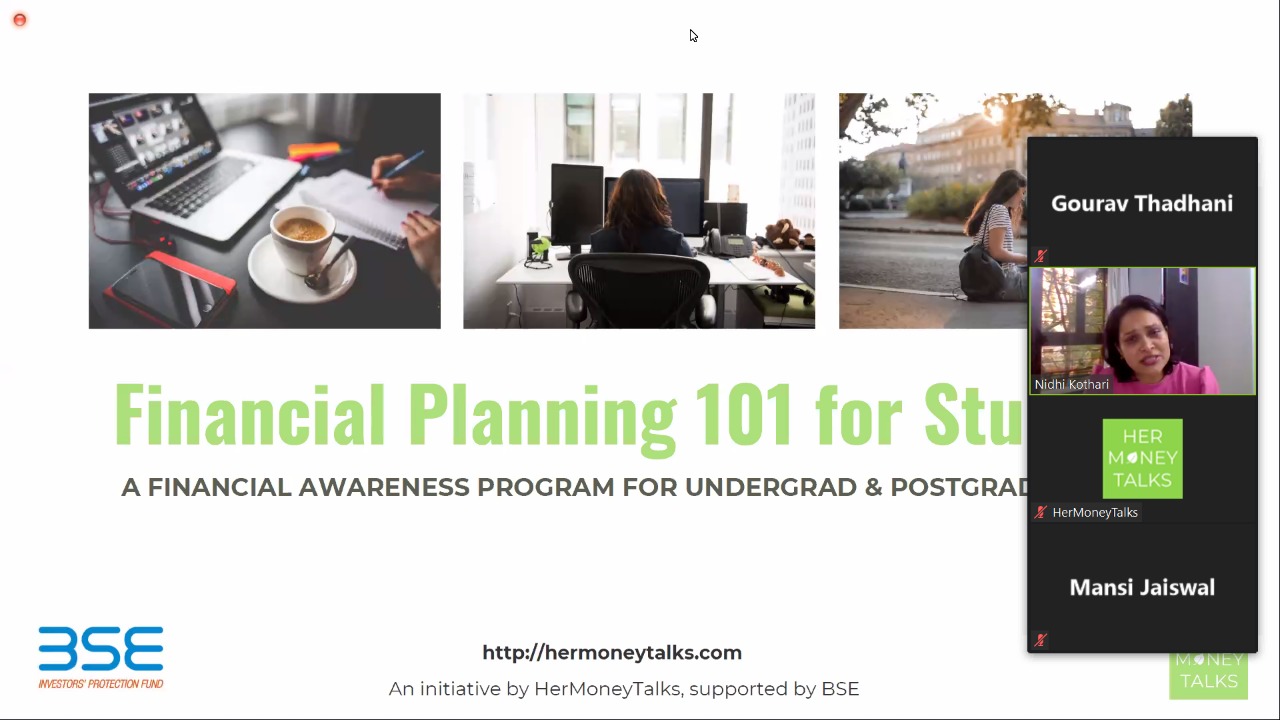 Financial Planning 101 for Stu
A FINANCIAL AWARENESS PROGRAM FOR UNDERGRAD & POSTGRAD
BSE
INVESTORS' PROTECTION FUND
http://hermoneytalks.com
An initiative by HerMoneyTalks, supported by BSE
Gourav Thadhani
Nidhi Kothari
HER
MONEY
TALKS
HerMoneyTalks
Mansi Jaiswal
MONEY
TALKS